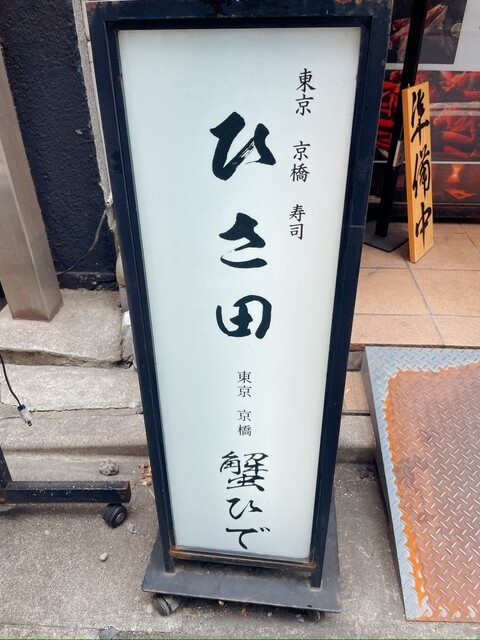 東京 京橋 寿司
ひさ田
東京 京橋
蟹ひで
準備中